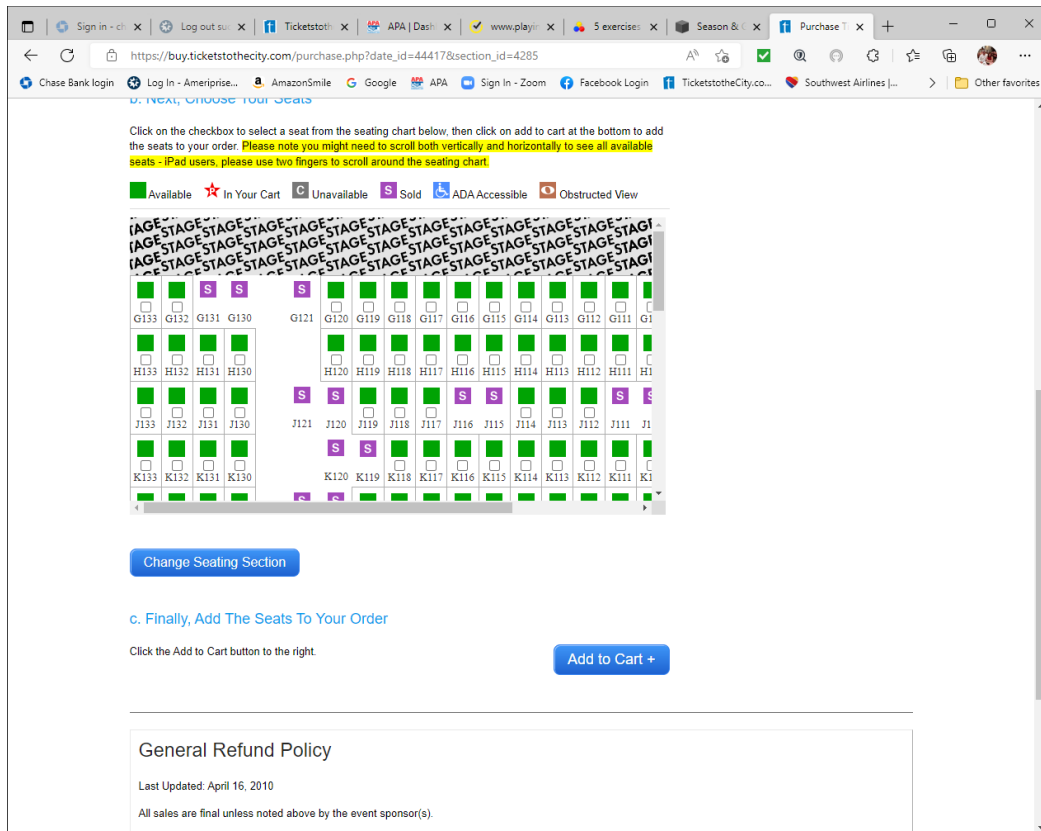 Sign in - ch
Log out su
Ticketstoth
APA | Dash
www.playin
5 exercises
Season & C
Purchase T
https://buy.ticketstothecity.com/purchase.php?date_id=44417&section_id=4285
Chase Bank login
Log In - Ameriprise...
AmazonSmile
Google
APA
Sign In - Zoom
Facebook Login
TicketstotheCity.co...
Southwest Airlines |...
Other favorites
b. Next, Choose Your Seats
Click on the checkbox to select a seat from the seating chart below, then click on add to cart at the bottom to add
the seats to your order. Please note you might need to scroll both vertically and horizontally to see all available
seats - iPad users, please use two fingers to scroll around the seating chart.
Available In Your Cart C Unavailable S Sold ADA Accessible Obstructed View
STAGE STAGE STAGE STAGE STAGE STAGE STAGE STAGE STAGE STAGE STAGE STAGE
S S S
G133 G132 G131 G130 G121 G120 G119 G118 G117 G116 G115 G114 G113 G112 G111 G1
H133 H132 H131 H130 H120 H119 H118 H117 H116 H115 H114 H113 H112 H111 H1
S S S S S S
J133 J132 J131 J130 J121 J120 J119 J118 J117 J116 J115 J114 J113 J112 J111 J1
S S
K133 K132 K131 K130 K120 K119 K118 K117 K116 K115 K114 K113 K112 K111 K1
S S
Change Seating Section
c. Finally, Add The Seats To Your Order
Click the Add to Cart button to the right.
Add to Cart +
General Refund Policy
Last Updated: April 16, 2010
All sales are final unless noted above by the event sponsor(s).